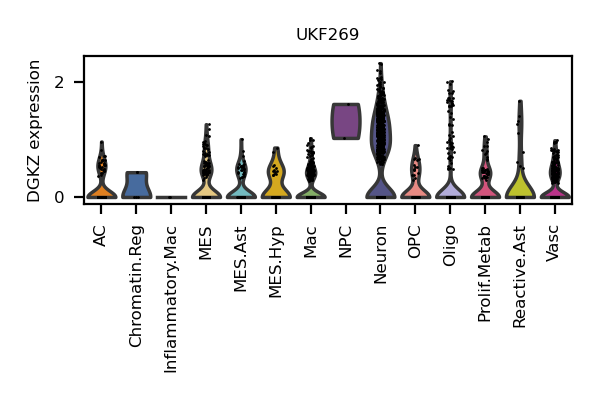 UKF269
DGKZ expression
2
0
AC
Chromatin.Reg
Inflammatory.Mac
MES
MES.Ast
MES.Hyp
Mac
NPC
Neuron
OPC
Oligo
Prolif.Metab
Reactive.Ast
Vasc